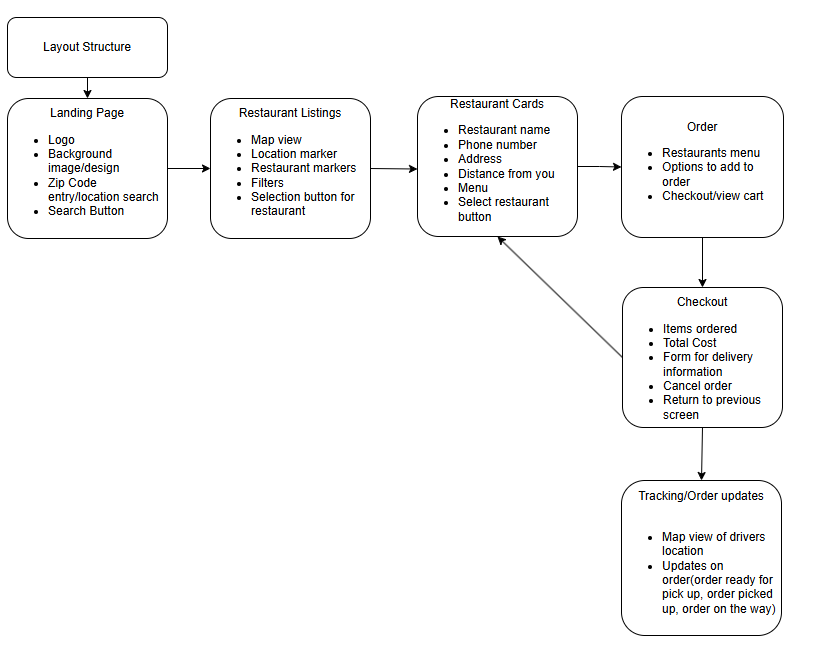 Layout Structure
Landing Page
• Logo
• Background
image/design
• Zip Code
entry/location search
• Search Button
Restaurant Listings
• Map view
• Location marker
• Restaurant markers
• Filters
• Selection button for
restaurant
Restaurant Cards
• Restaurant name
• Phone number
• Address
• Distance from you
• Menu
• Select restaurant
button
Order
• Restaurants menu
• Options to add to
order
• Checkout/view cart
Checkout
• Items ordered
• Total Cost
• Form for delivery
information
• Cancel order
• Return to previous
screen
Tracking/Order updates
• Map view of drivers
location
• Updates on
order(order ready for
pick up, order picked
up, order on the way)